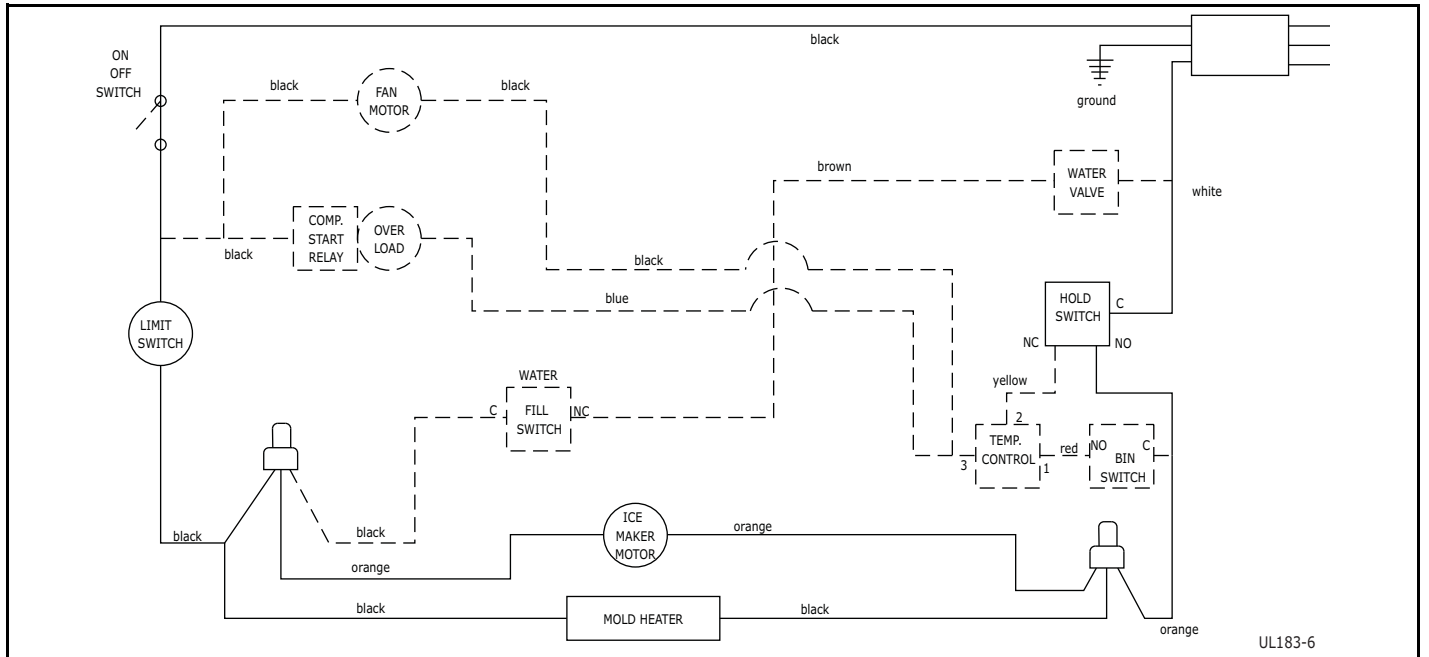 black
ON
OFF
SWITCH
black
FAN
MOTOR
black
ground
brown
WATER
VALVE
white
COMP.
START
RELAY
OVER
LOAD
black
black
blue
HOLD
SWITCH
C
NC
NO
LIMIT
SWITCH
WATER
C
FILL
SWITCH
NC
yellow
2
TEMP.
CONTROL
3
1
red
NO
C
BIN
SWITCH
black
black
ICE
MAKER
MOTOR
orange
orange
black
MOLD HEATER
black
orange
UL183-6